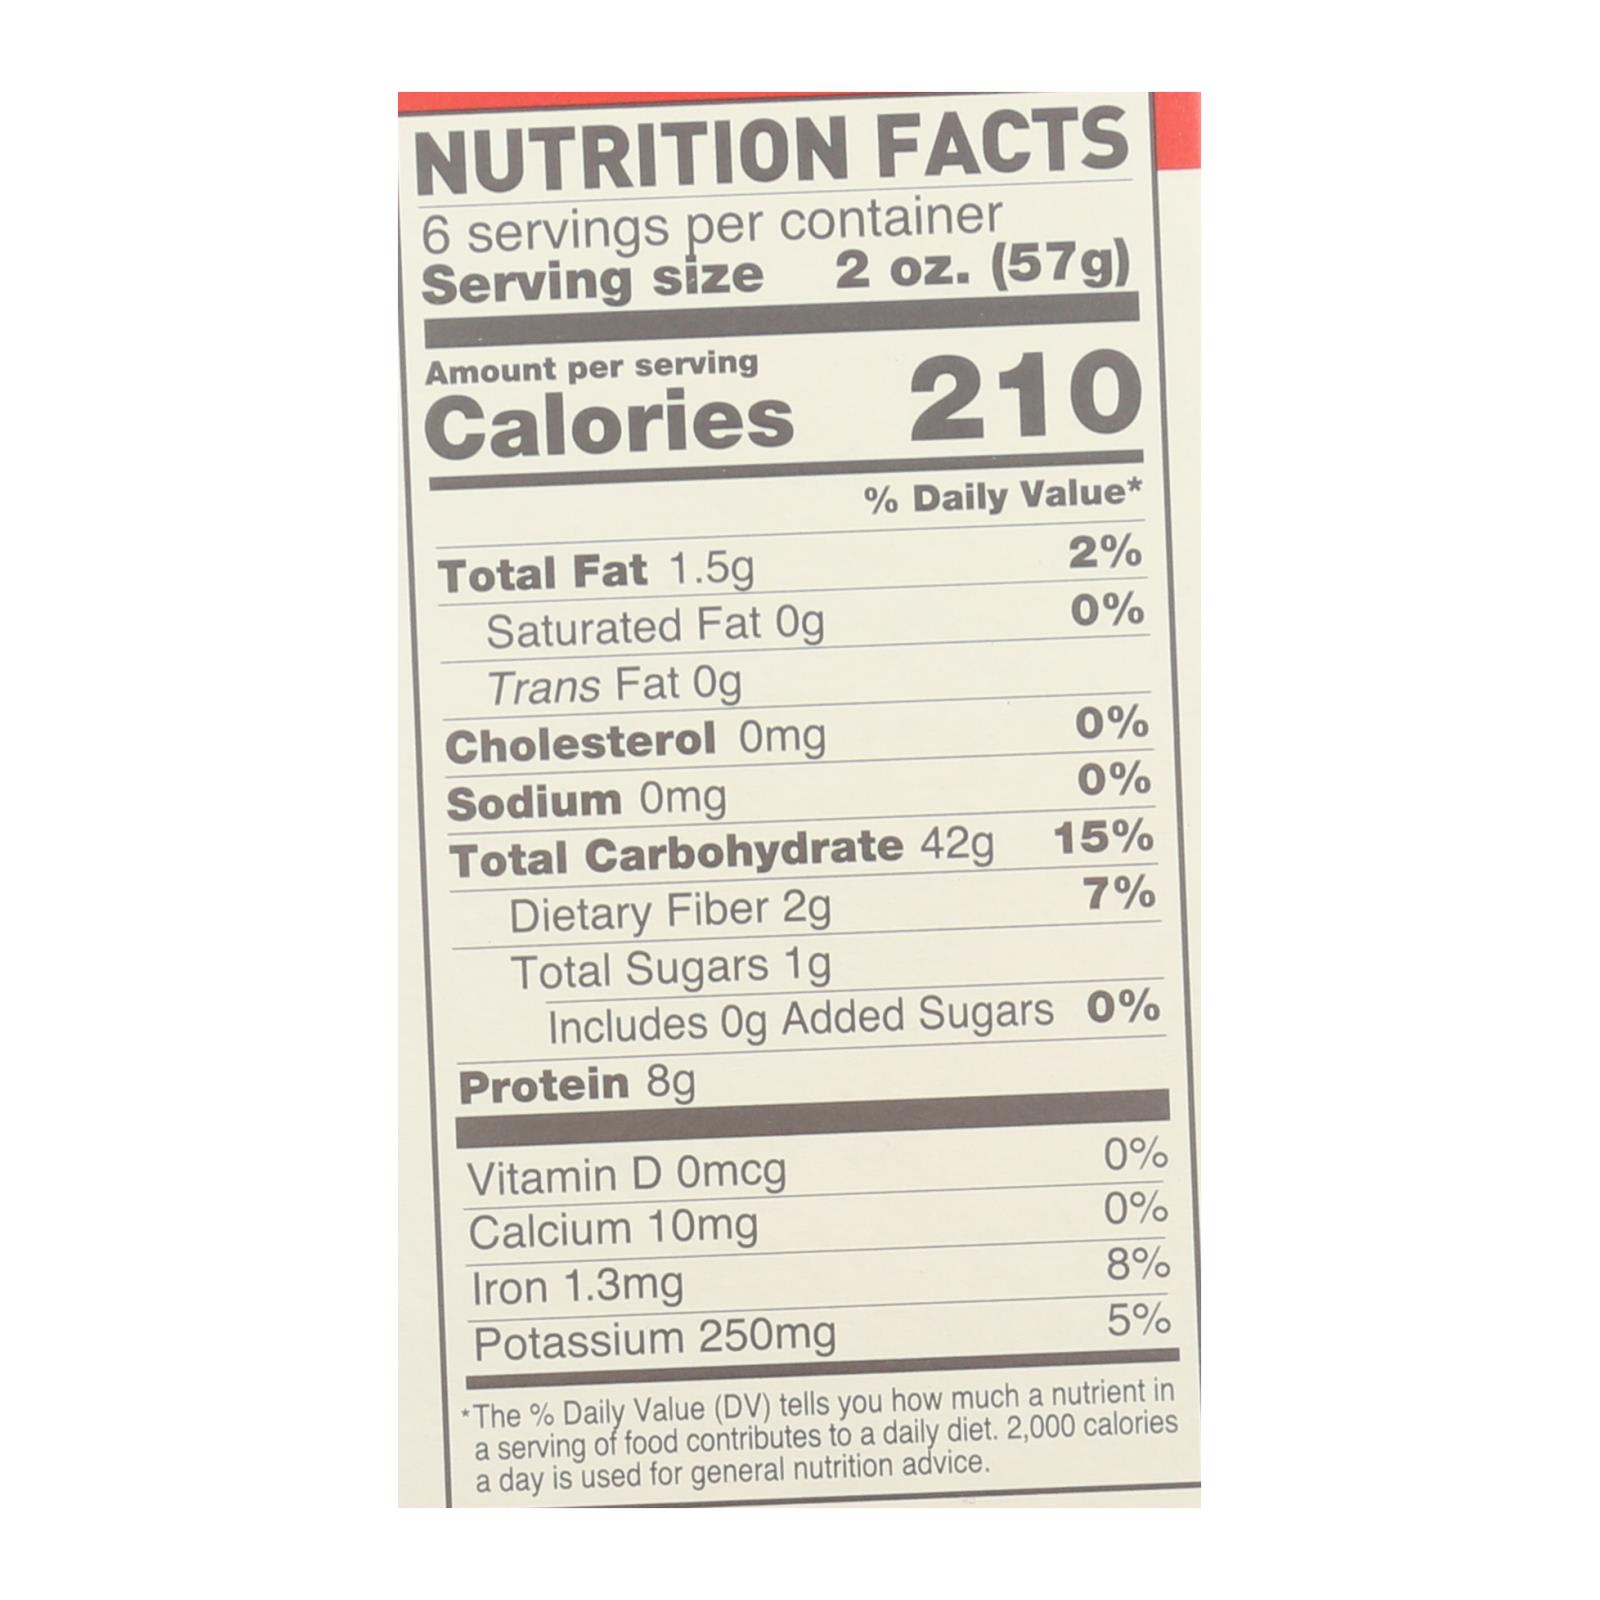 NUTRITION FACTS
6 servings per container
Serving size 2 oz. (57g)
Amount per serving
Calories 210
% Daily Value*
Total Fat 1.5g 2%
Saturated Fat 0g 0%
Trans Fat 0g
Cholesterol 0mg 0%
Sodium 0mg 0%
Total Carbohydrate 42g 15%
Dietary Fiber 2g 7%
Total Sugars 1g
Includes 0g Added Sugars 0%
Protein 8g
Vitamin D 0mcg 0%
Calcium 10mg 0%
Iron 1.3mg 8%
Potassium 250mg 5%
*The % Daily Value (DV) tells you how much a nutrient in
a serving of food contributes to a daily diet. 2,000 calories
a day is used for general nutrition advice.